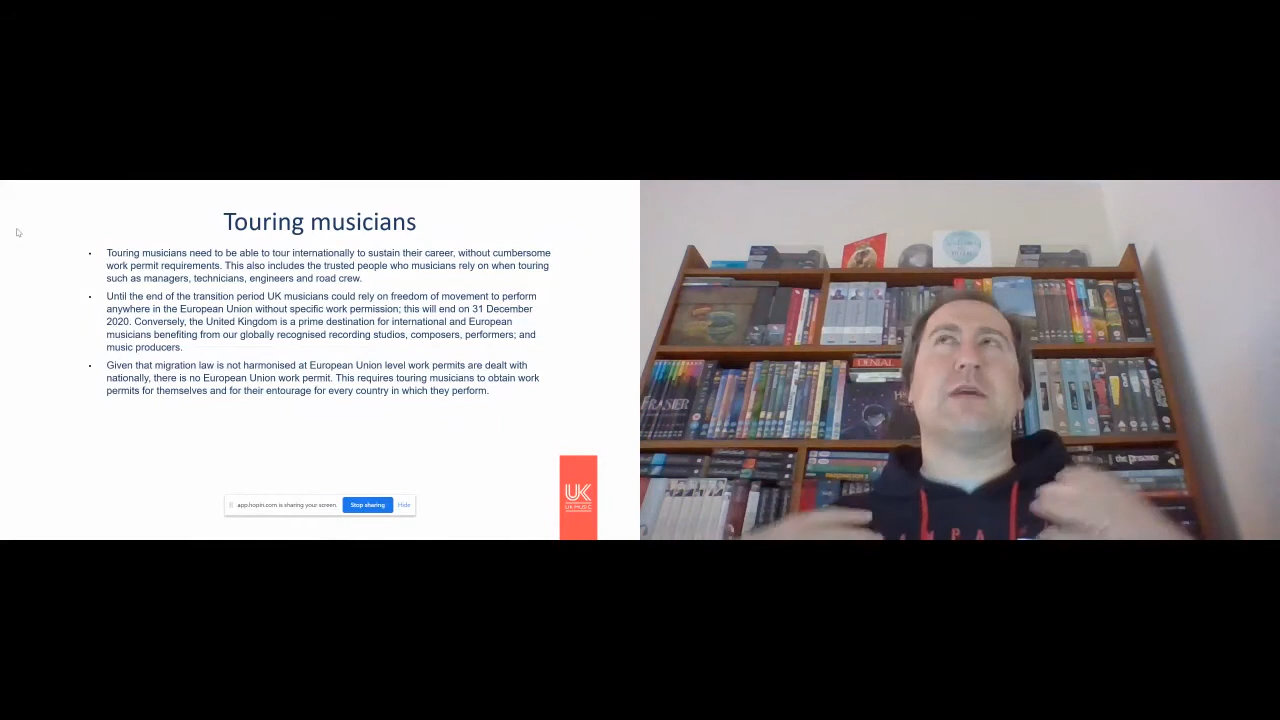 Touring musicians
Touring musicians need to be able to tour internationally to sustain their career, without cumbersome
work permit requirements. This also includes the trusted people who musicians rely on when touring
such as managers, technicians, engineers and road crew.
Until the end of the transition period UK musicians could rely on freedom of movement to perform
anywhere in the European Union without specific work permission; this will end on 31 December
2020. Conversely, the United Kingdom is a prime destination for international and European
musicians benefiting from our globally recognised recording studios, composers, performers; and
music producers.
Given that migration law is not harmonised at European Union level work permits are dealt with
nationally, there is no European Union work permit. This requires touring musicians to obtain work
permits for themselves and for their entourage for every country in which they perform.
app.hopin.com is sharing your screen.
Stop sharing
Hide
UK
UK MUSIC
DENIAL
FRASIER
the Prisoner